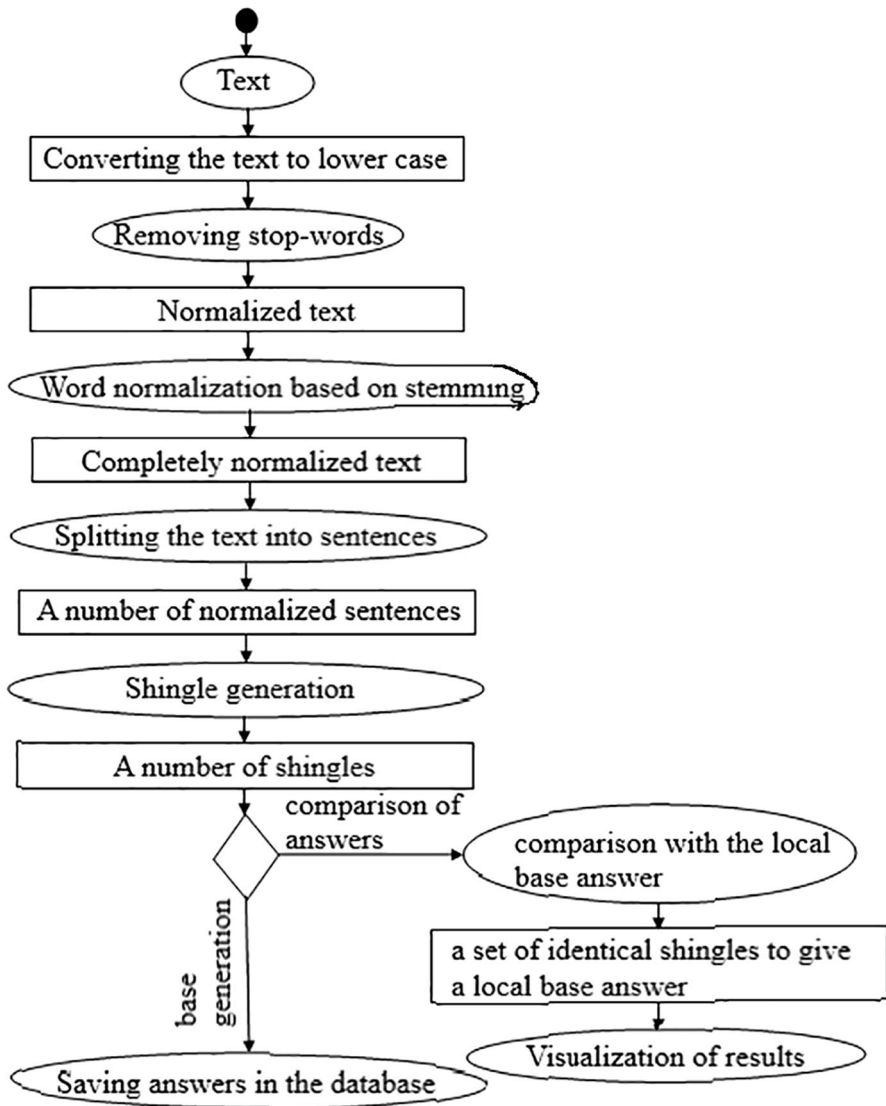 Text
Converting the text to lower case
Removing stop-words
Normalized text
Word normalization based on stemming
Completely normalized text
Splitting the text into sentences
A number of normalized sentences
Shingle generation
A number of shingles
comparison of
answers
comparison with the local
base answer
base
generation
a set of identical shingles to give
a local base answer
Visualization of results
Saving answers in the database